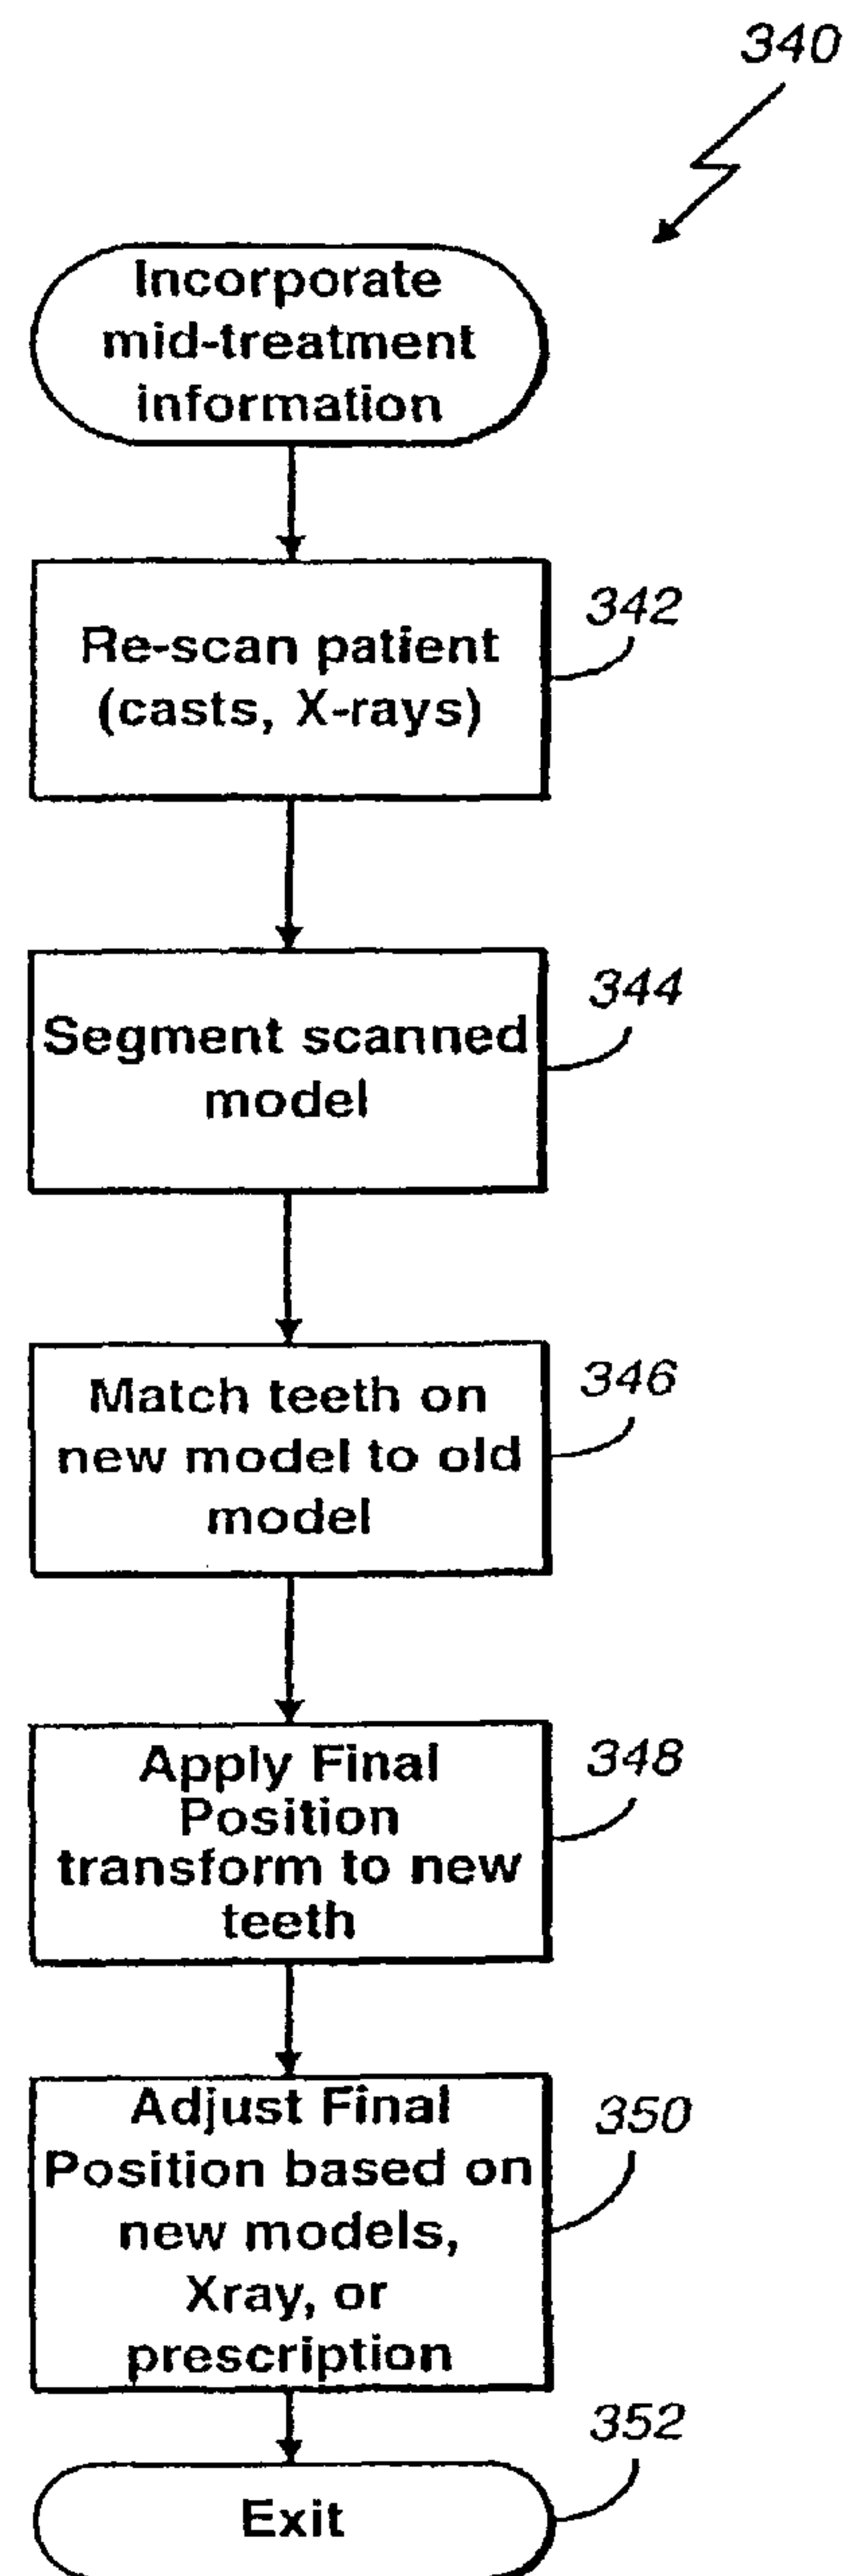 340
Incorporate
mid-treatment
information
Re-scan patient
(casts, X-rays)
342
Segment scanned
model
344
Match teeth on
new model to old
model
346
Apply Final
Position
transform to new
teeth
348
Adjust Final
Position based on
new models,
Xray, or
prescription
350
Exit
352